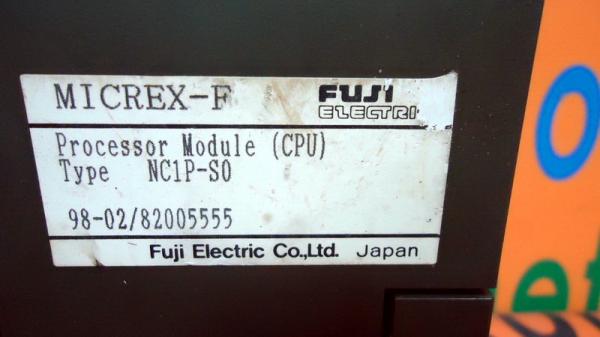 MICREX-F
FUJI
ELECTRI
Processor Module (CPU)
Type NC1P-S0
98-02/82005555
Fuji Electric Co.,Ltd. Japan